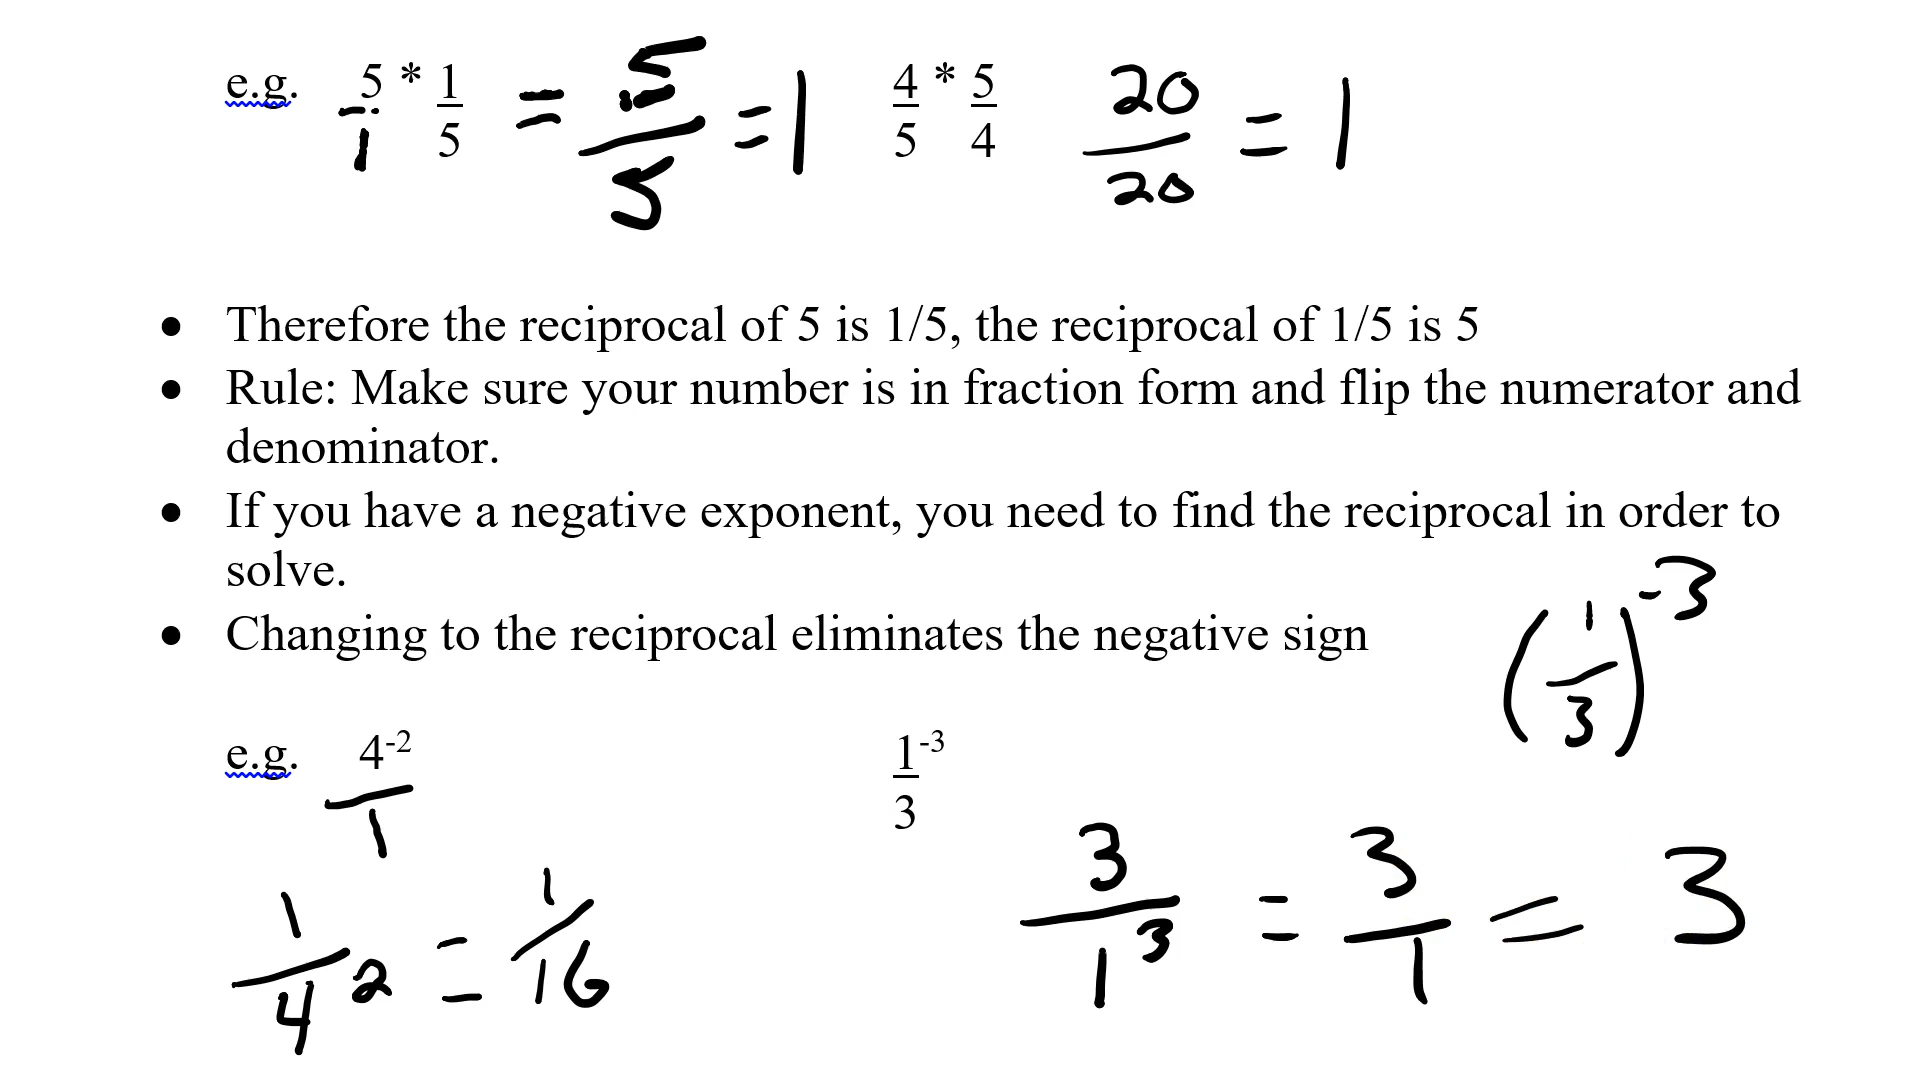 e.g. 5/1 * 1/5 = 5/5 = 1 4/5 * 5/4 20/20 = 1
● Therefore the reciprocal of 5 is 1/5, the reciprocal of 1/5 is 5
● Rule: Make sure your number is in fraction form and flip the numerator and
denominator.
● If you have a negative exponent, you need to find the reciprocal in order to
solve.
● Changing to the reciprocal eliminates the negative sign
(1/3)⁻³
e.g. 4⁻²/1 1⁻³/3
1/4² = 1/16 3/1³ = 3/1 = 3